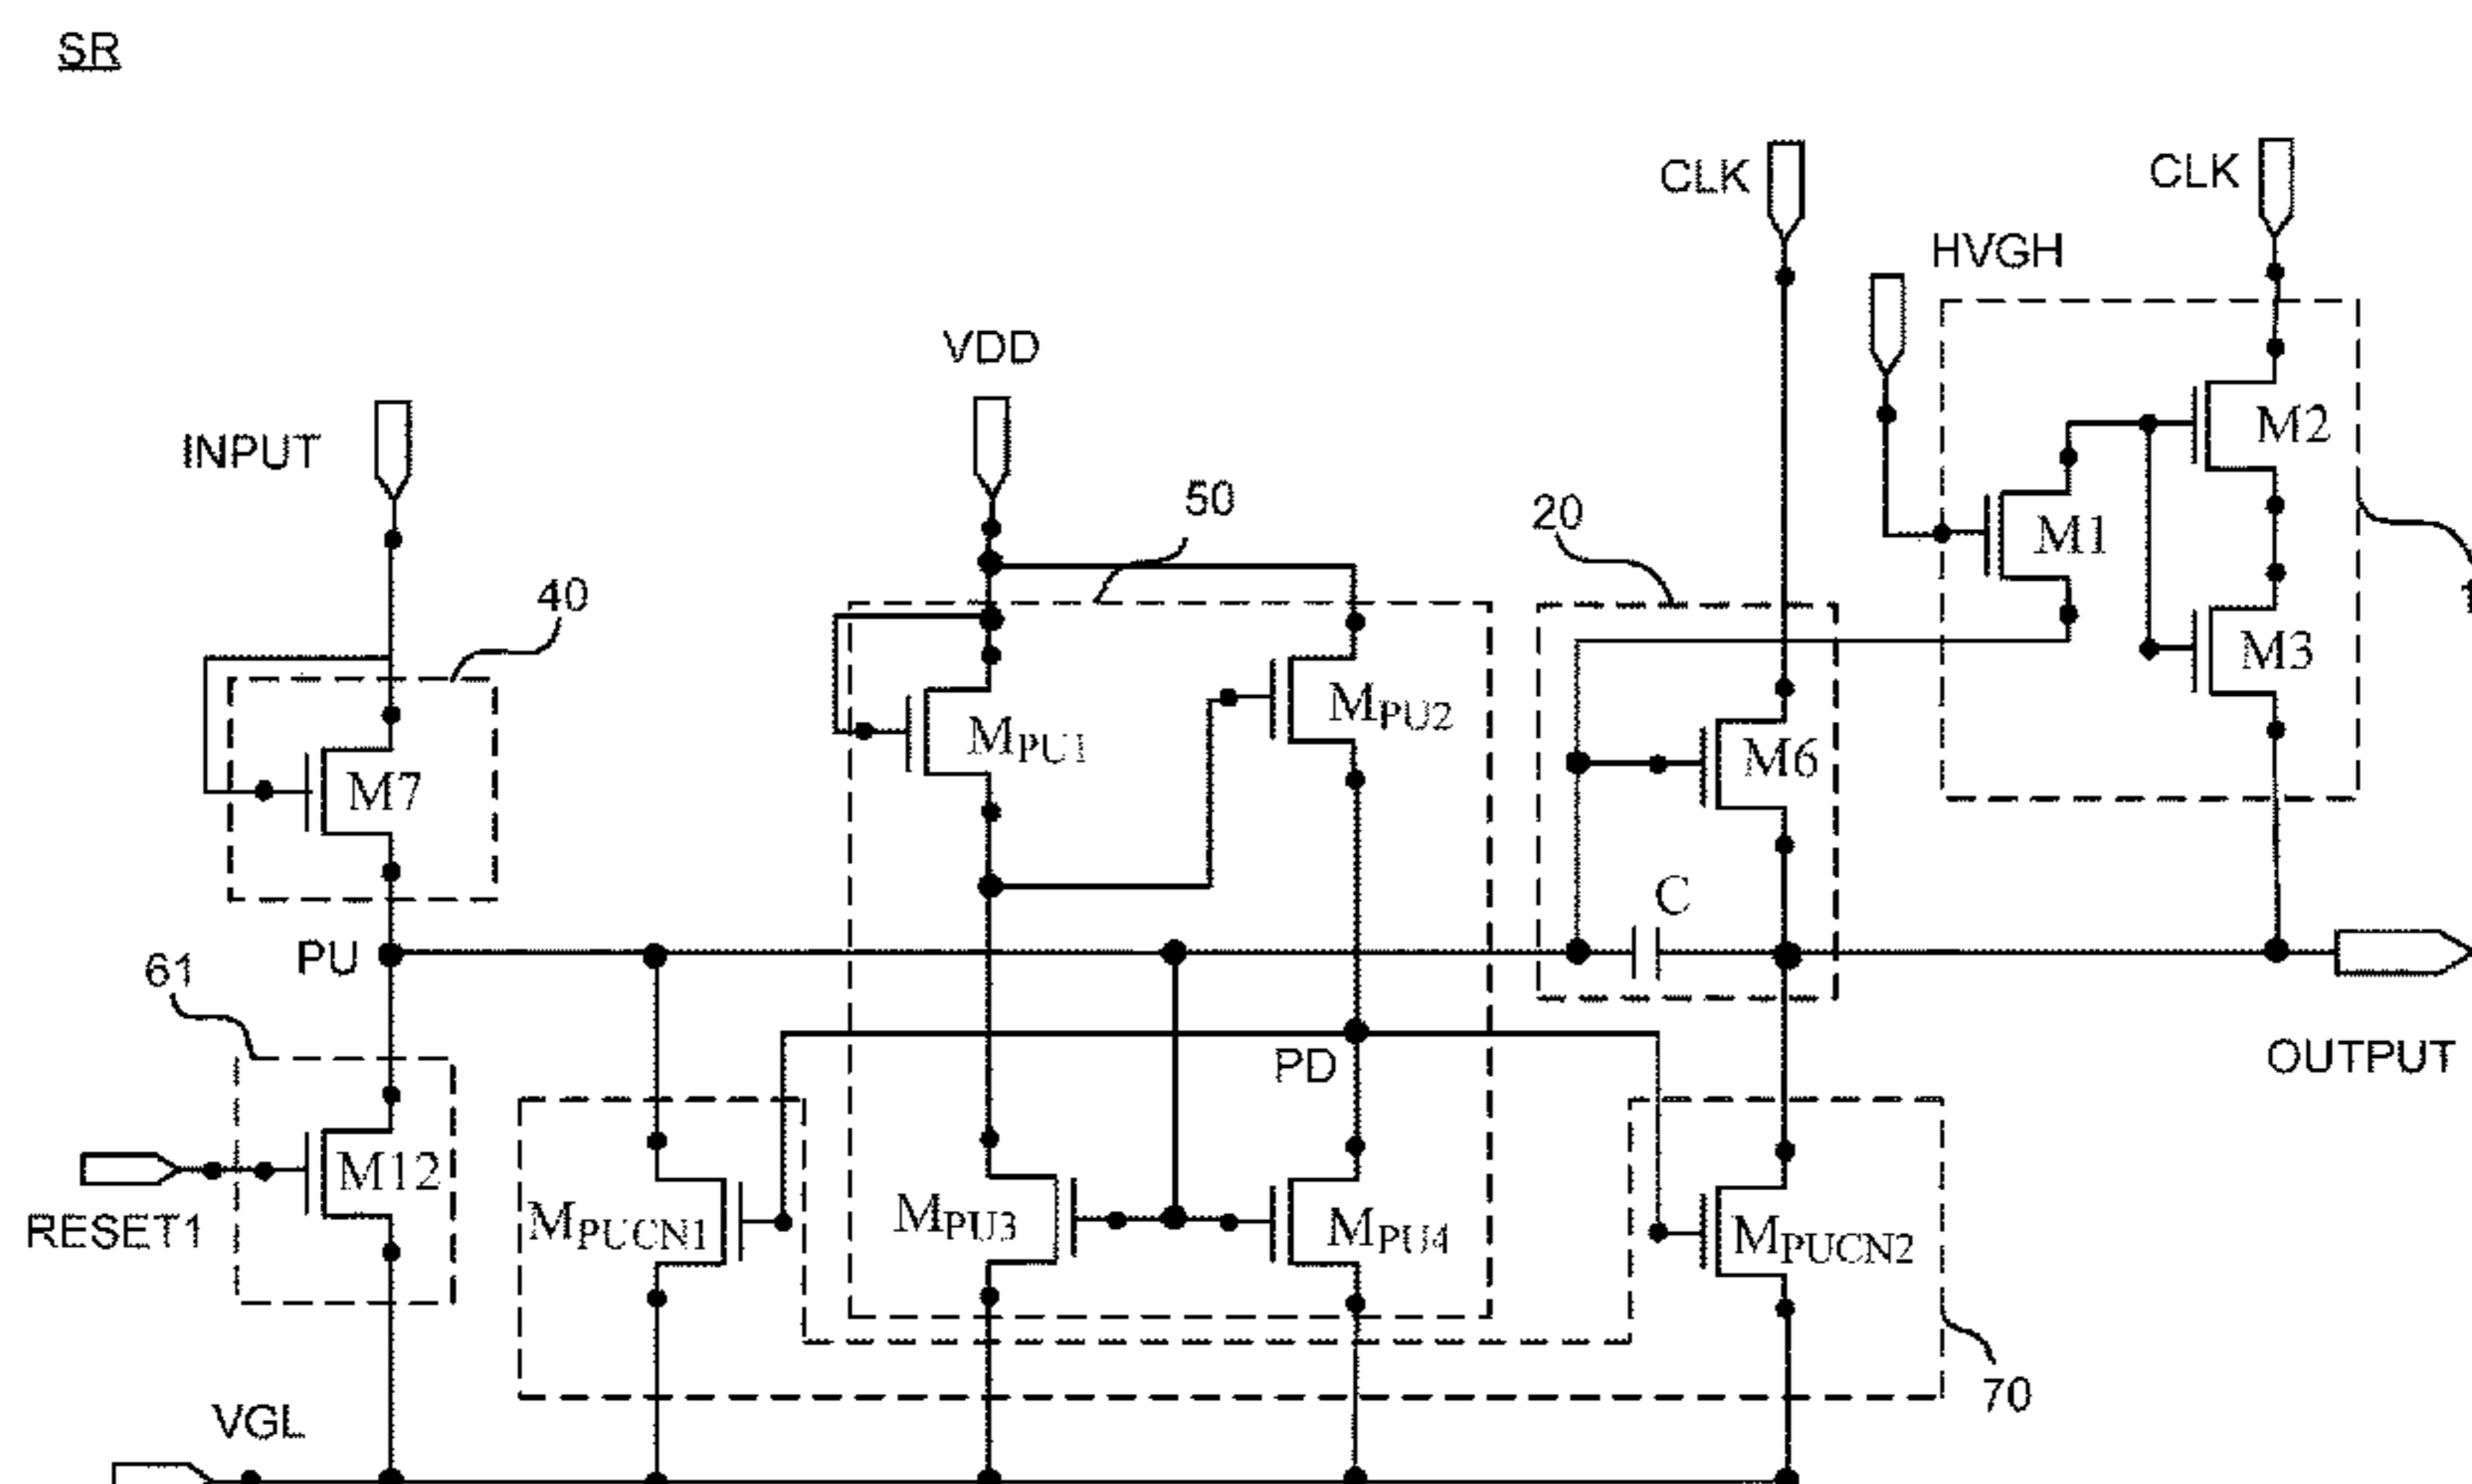 SR
CLK
CLK
HVGH
VDD
INPUT
50
20
M2
M1
40
M3
MPU2
MPU1
M6
M7
C
PU
61
PD
OUTPUT
M12
RESET1
MPUCN1
MPU3
MPU4
MPUCN2
70
VGL